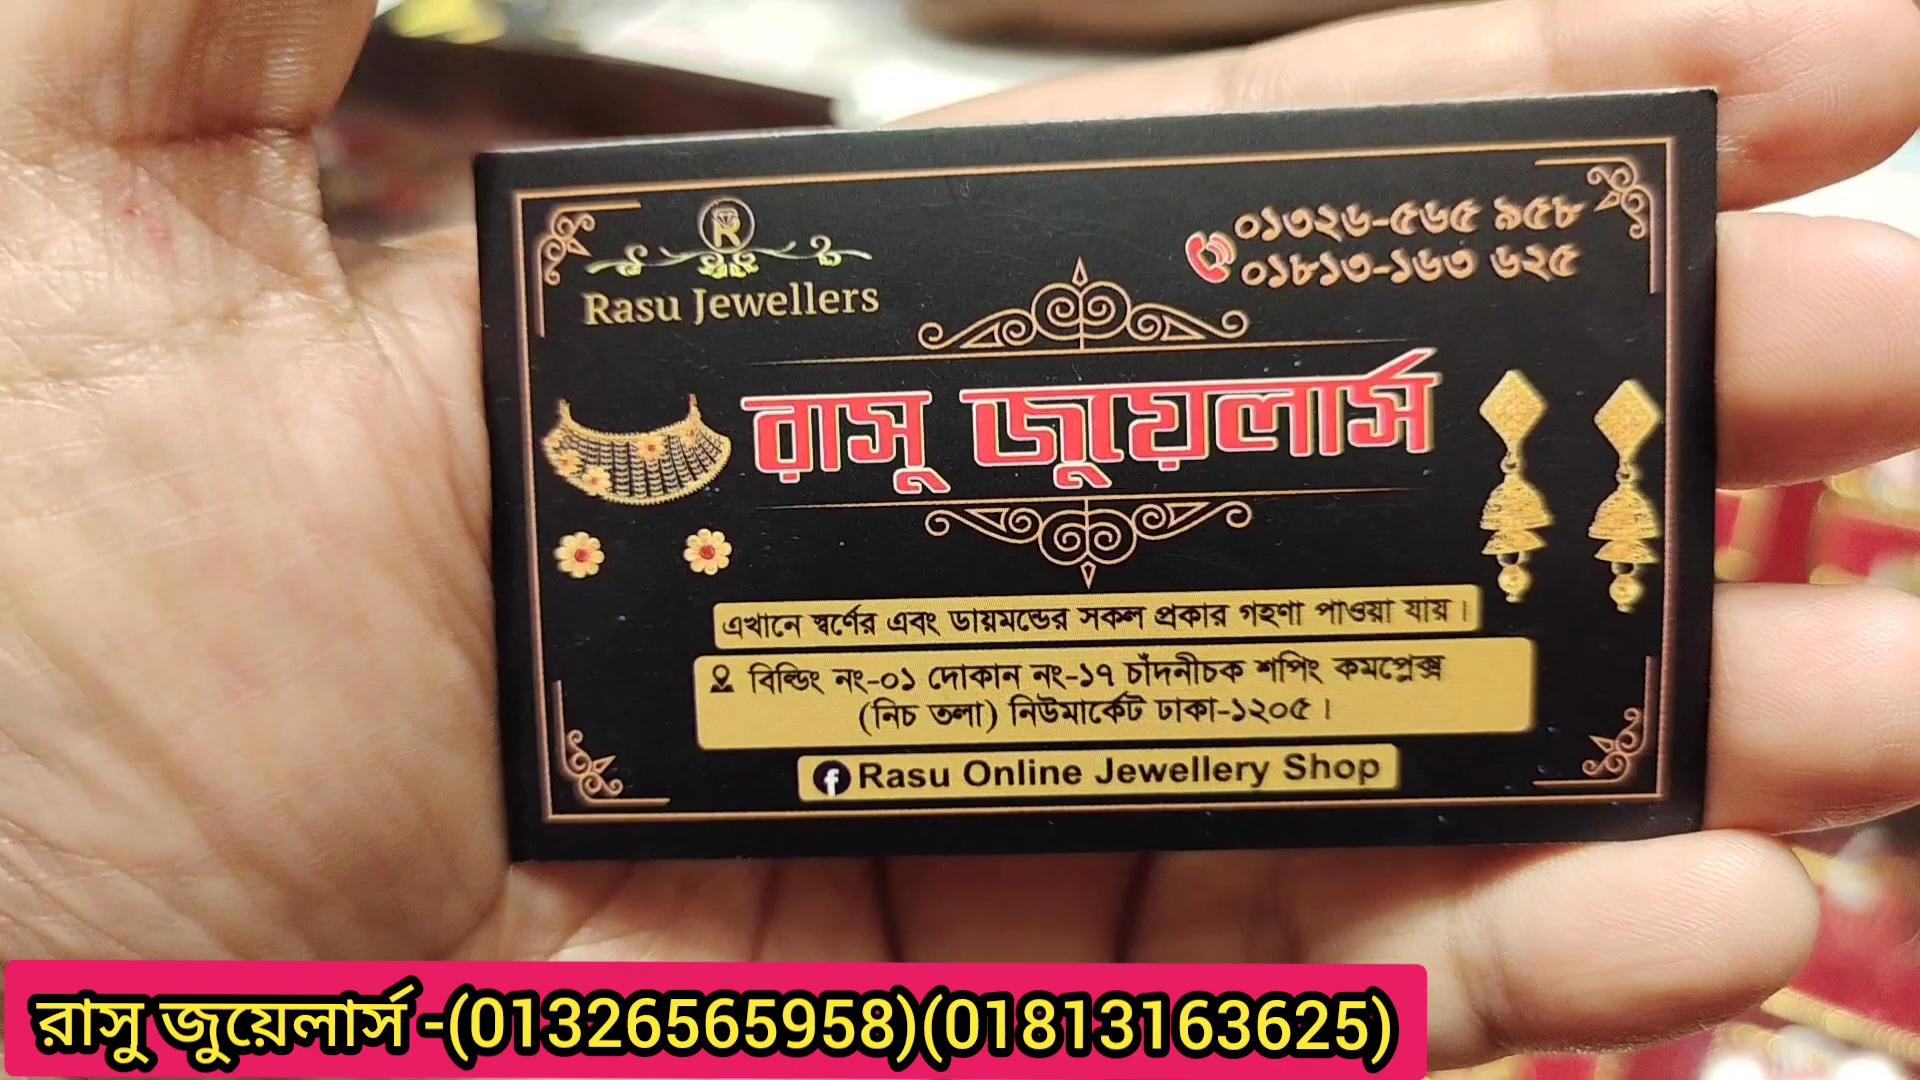 R
Rasu Jewellers
০১৩২৬-৫৬৫ ৯৫৮
০১৮১৩-১৬৩ ৬২৫
রাসু জুয়েলার্স
এখানে স্বর্ণের এবং ডায়মন্ডের সকল প্রকার গহণা পাওয়া যায়।
বিল্ডিং নং-০১ দোকান নং-১৭ চাঁদনীচক শপিং কমপ্লেক্স
(নিচ তলা) নিউমার্কেট ঢাকা-১২০৫।
Rasu Online Jewellery Shop
রাসু জুয়েলার্স -(01326565958)(01813163625)